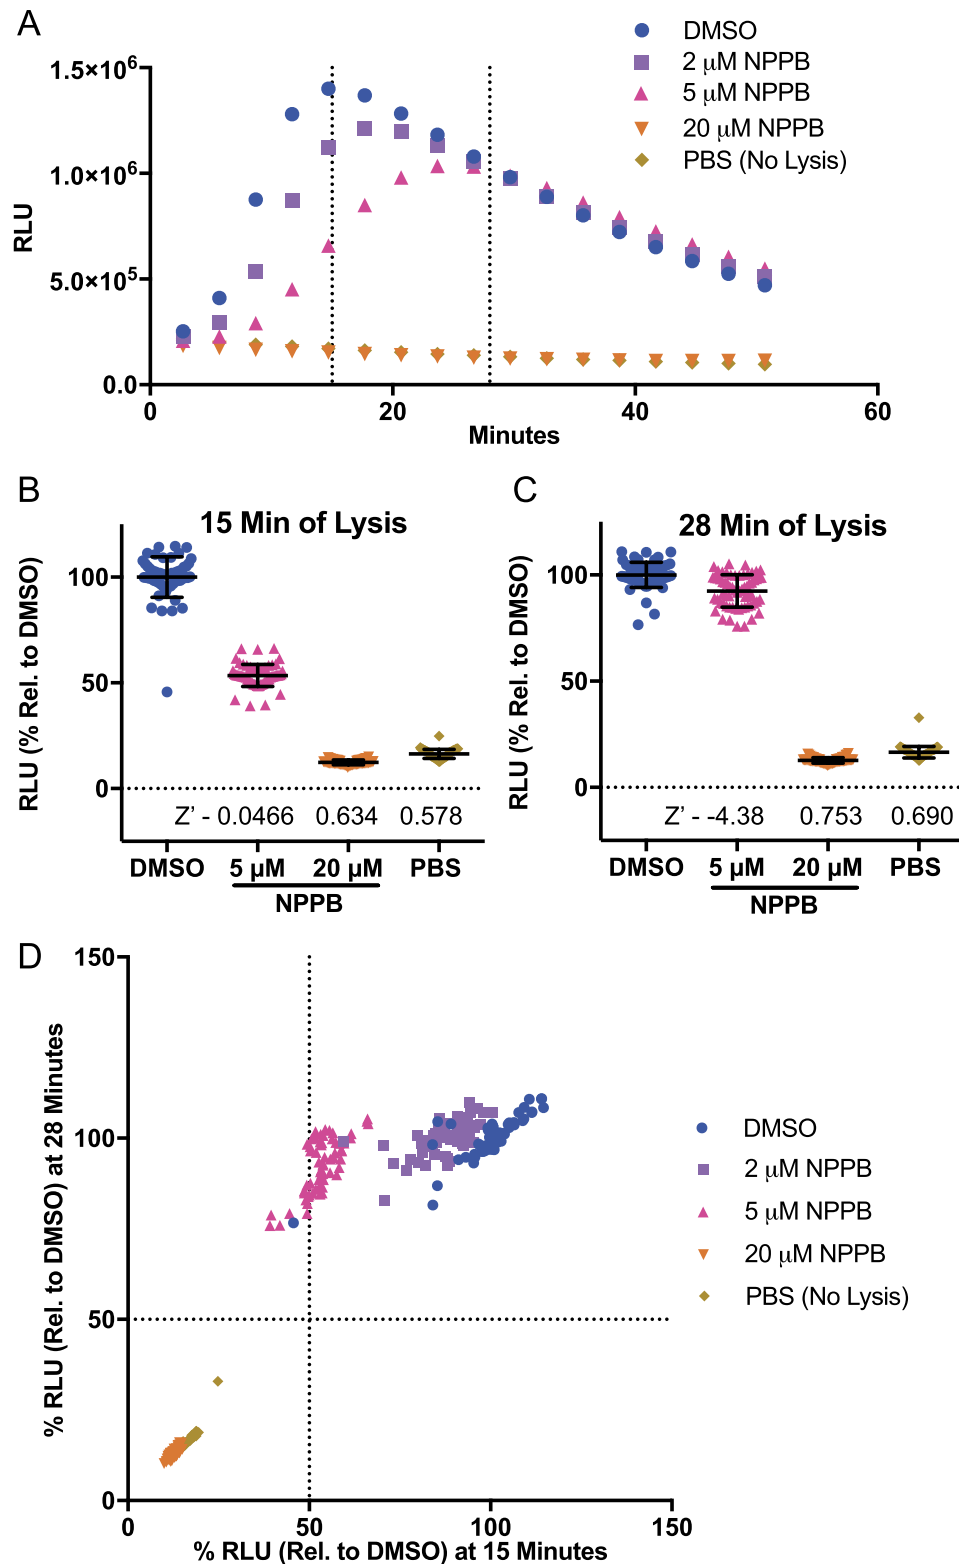 A
DMSO
2 µM NPPB
5 µM NPPB
20 µM NPPB
PBS (No Lysis)
1.5×10⁶
1.0×10⁶
5.0×10⁵
0.0
RLU
0 20 40 60
Minutes
B
15 Min of Lysis
RLU (% Rel. to DMSO)
100
50
0
Z' - 0.0466 0.634 0.578
DMSO 5 µM 20 µM PBS
NPPB
C
28 Min of Lysis
RLU (% Rel. to DMSO)
100
50
0
Z' - -4.38 0.753 0.690
DMSO 5 µM 20 µM PBS
NPPB
D
% RLU (Rel. to DMSO) at 28 Minutes
150
100
50
0
0 50 100 150
% RLU (Rel. to DMSO) at 15 Minutes
DMSO
2 µM NPPB
5 µM NPPB
20 µM NPPB
PBS (No Lysis)